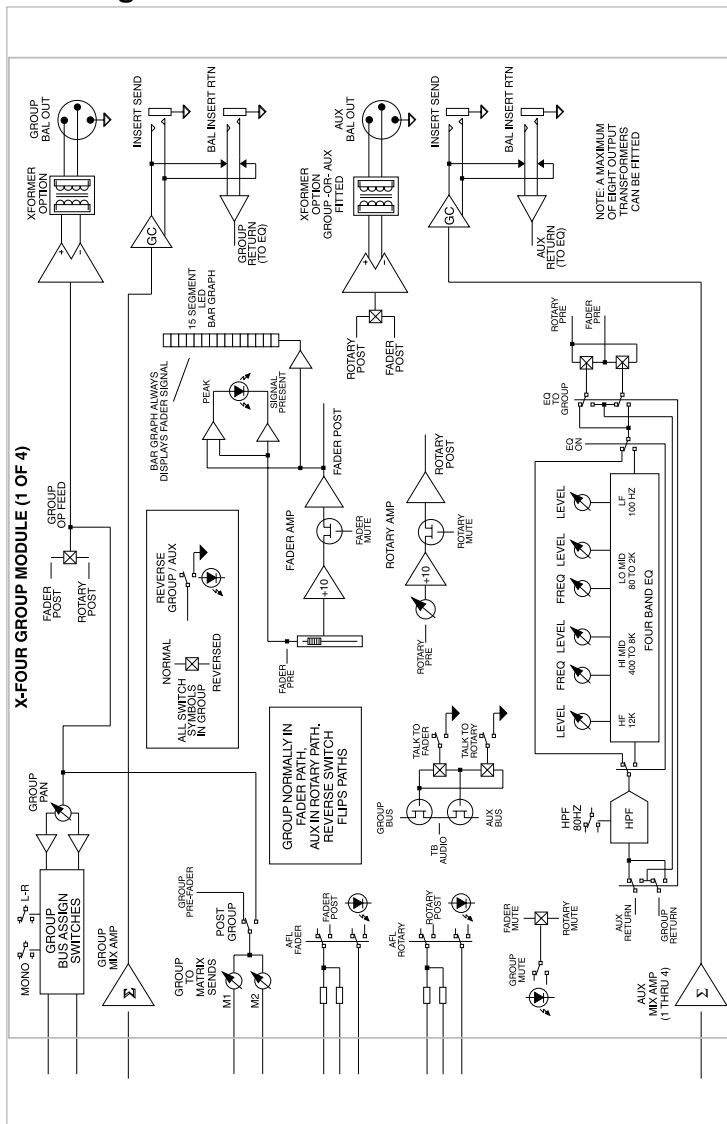 X-FOUR GROUP MODULE (1 OF 4)
MONO
L-R
GROUP
BUS ASSIGN
SWITCHES
GROUP
PAN
FADER
POST
ROTARY
POST
GROUP
OP FEED
XFORMER
OPTION
GROUP
BAL OUT
GROUP
MIX AMP
Σ
GC
INSERT SEND
BAL INSERT RTN
GROUP
RETURN
(TO EQ)
GROUP
TO
MATRIX
SENDS
M1
M2
POST
GROUP
GROUP
PRE-FADER
NORMAL
REVERSED
ALL SWITCH
SYMBOLS
IN GROUP
REVERSE
GROUP / AUX
BAR GRAPH ALWAYS
DISPLAYS FADER SIGNAL
15 SEGMENT
LED
BAR GRAPH
PEAK
SIGNAL
PRESENT
GROUP NORMALLY IN
FADER PATH,
AUX IN ROTARY PATH.
REVERSE SWITCH
FLIPS PATHS
FADER
PRE
+10
FADER AMP
FADER
MUTE
FADER POST
AFL
FADER
FADER
POST
AFL
ROTARY
ROTARY
POST
GROUP
BUS
TB
AUDIO
AUX
BUS
TALK TO
FADER
TALK TO
ROTARY
ROTARY
PRE
+10
ROTARY AMP
ROTARY
MUTE
ROTARY
POST
ROTARY
POST
FADER
POST
XFORMER
OPTION
GROUP -OR- AUX
FITTED
AUX
BAL OUT
GC
INSERT SEND
BAL INSERT RTN
AUX
RETURN
(TO EQ)
NOTE: A MAXIMUM
OF EIGHT OUTPUT
TRANSFORMERS
CAN BE FITTED
GROUP
MUTE
FADER
MUTE
ROTARY
MUTE
AUX
RETURN
GROUP
RETURN
HPF
80HZ
HPF
LEVEL
FREQ
LEVEL
FREQ
LEVEL
LEVEL
HF
12K
HI MID
400 TO 8K
LO MID
80 TO 2K
LF
100 HZ
FOUR BAND EQ
EQ
ON
EQ
TO
GROUP
ROTARY
PRE
FADER
PRE
AUX
MIX AMP
(1 THRU 4)
Σ